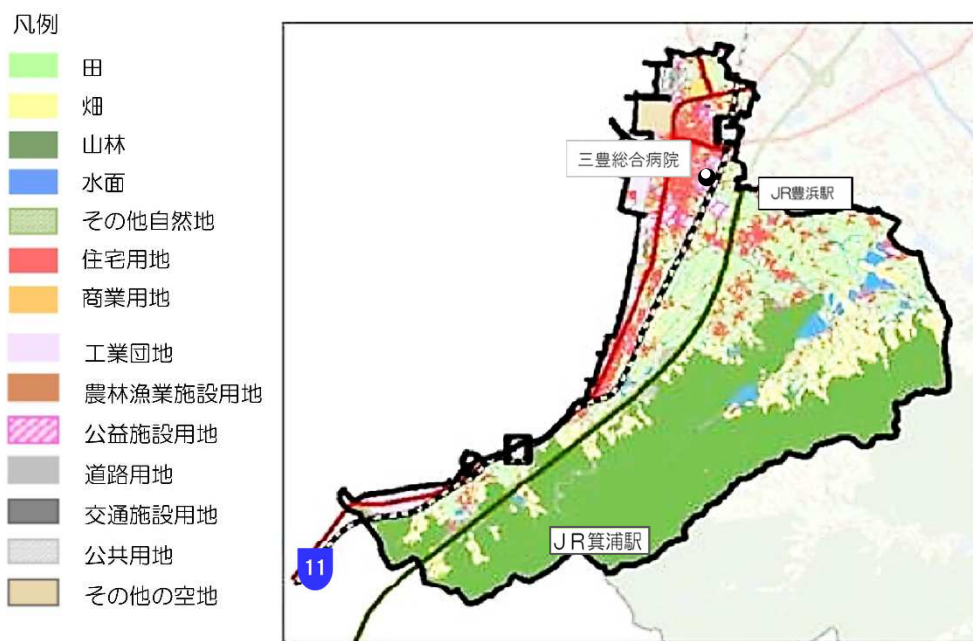 凡例
田
畑
山林
水面
その他自然地
住宅用地
商業用地
工業団地
農林漁業施設用地
公益施設用地
道路用地
交通施設用地
公共用地
その他の空地
三豊総合病院
JR豊浜駅
JR箕浦駅
11